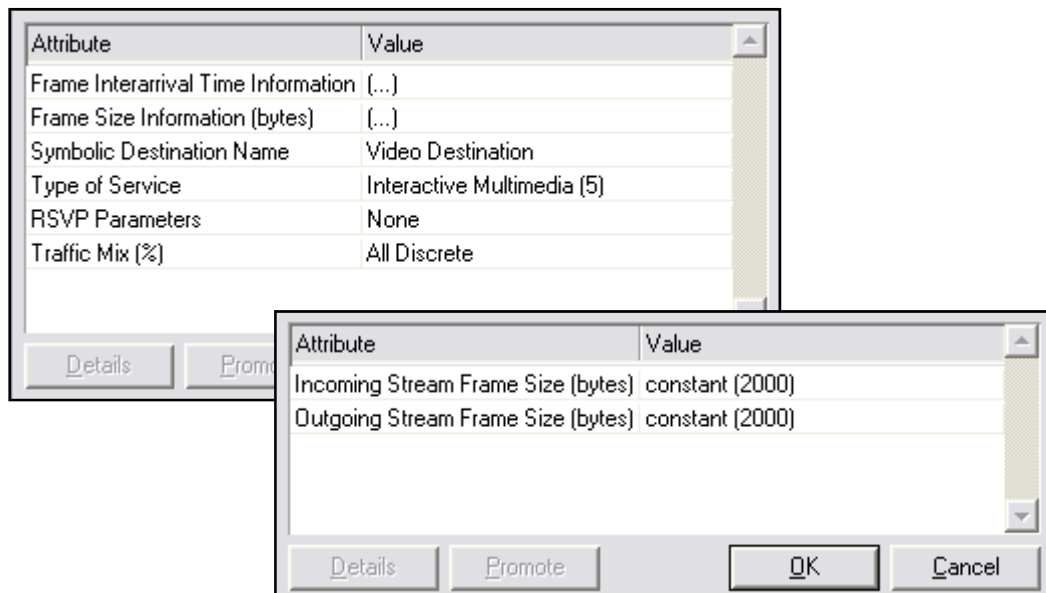 Attribute Value
Frame Interarrival Time Information (...)
Frame Size Information (bytes) (...)
Symbolic Destination Name Video Destination
Type of Service Interactive Multimedia (5)
RSVP Parameters None
Traffic Mix (%) All Discrete
Details Promo
Attribute Value
Incoming Stream Frame Size (bytes) constant (2000)
Outgoing Stream Frame Size (bytes) constant (2000)
Details Promote OK Cancel